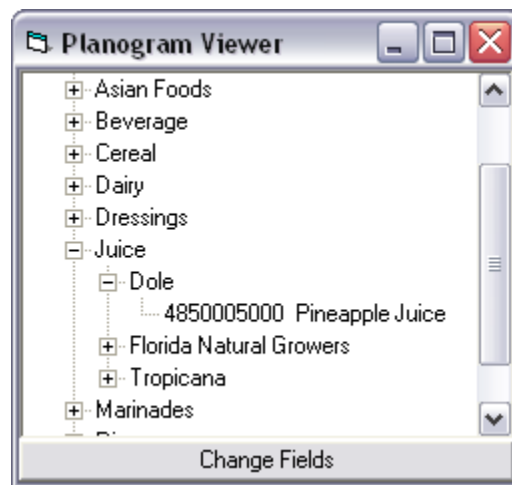 Planogram Viewer
Asian Foods
Beverage
Cereal
Dairy
Dressings
Juice
Dole
4850005000 Pineapple Juice
Florida Natural Growers
Tropicana
Marinades
Change Fields